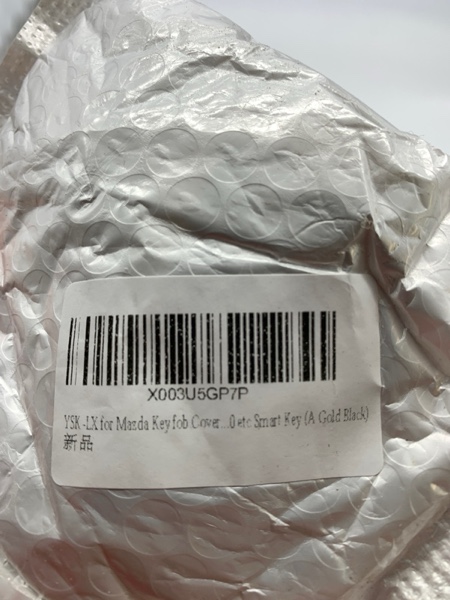 X003U5GP7P
YSK-LX for Mazda Key fob Cover...0 etc Smart Key (A Gold Black)
新品